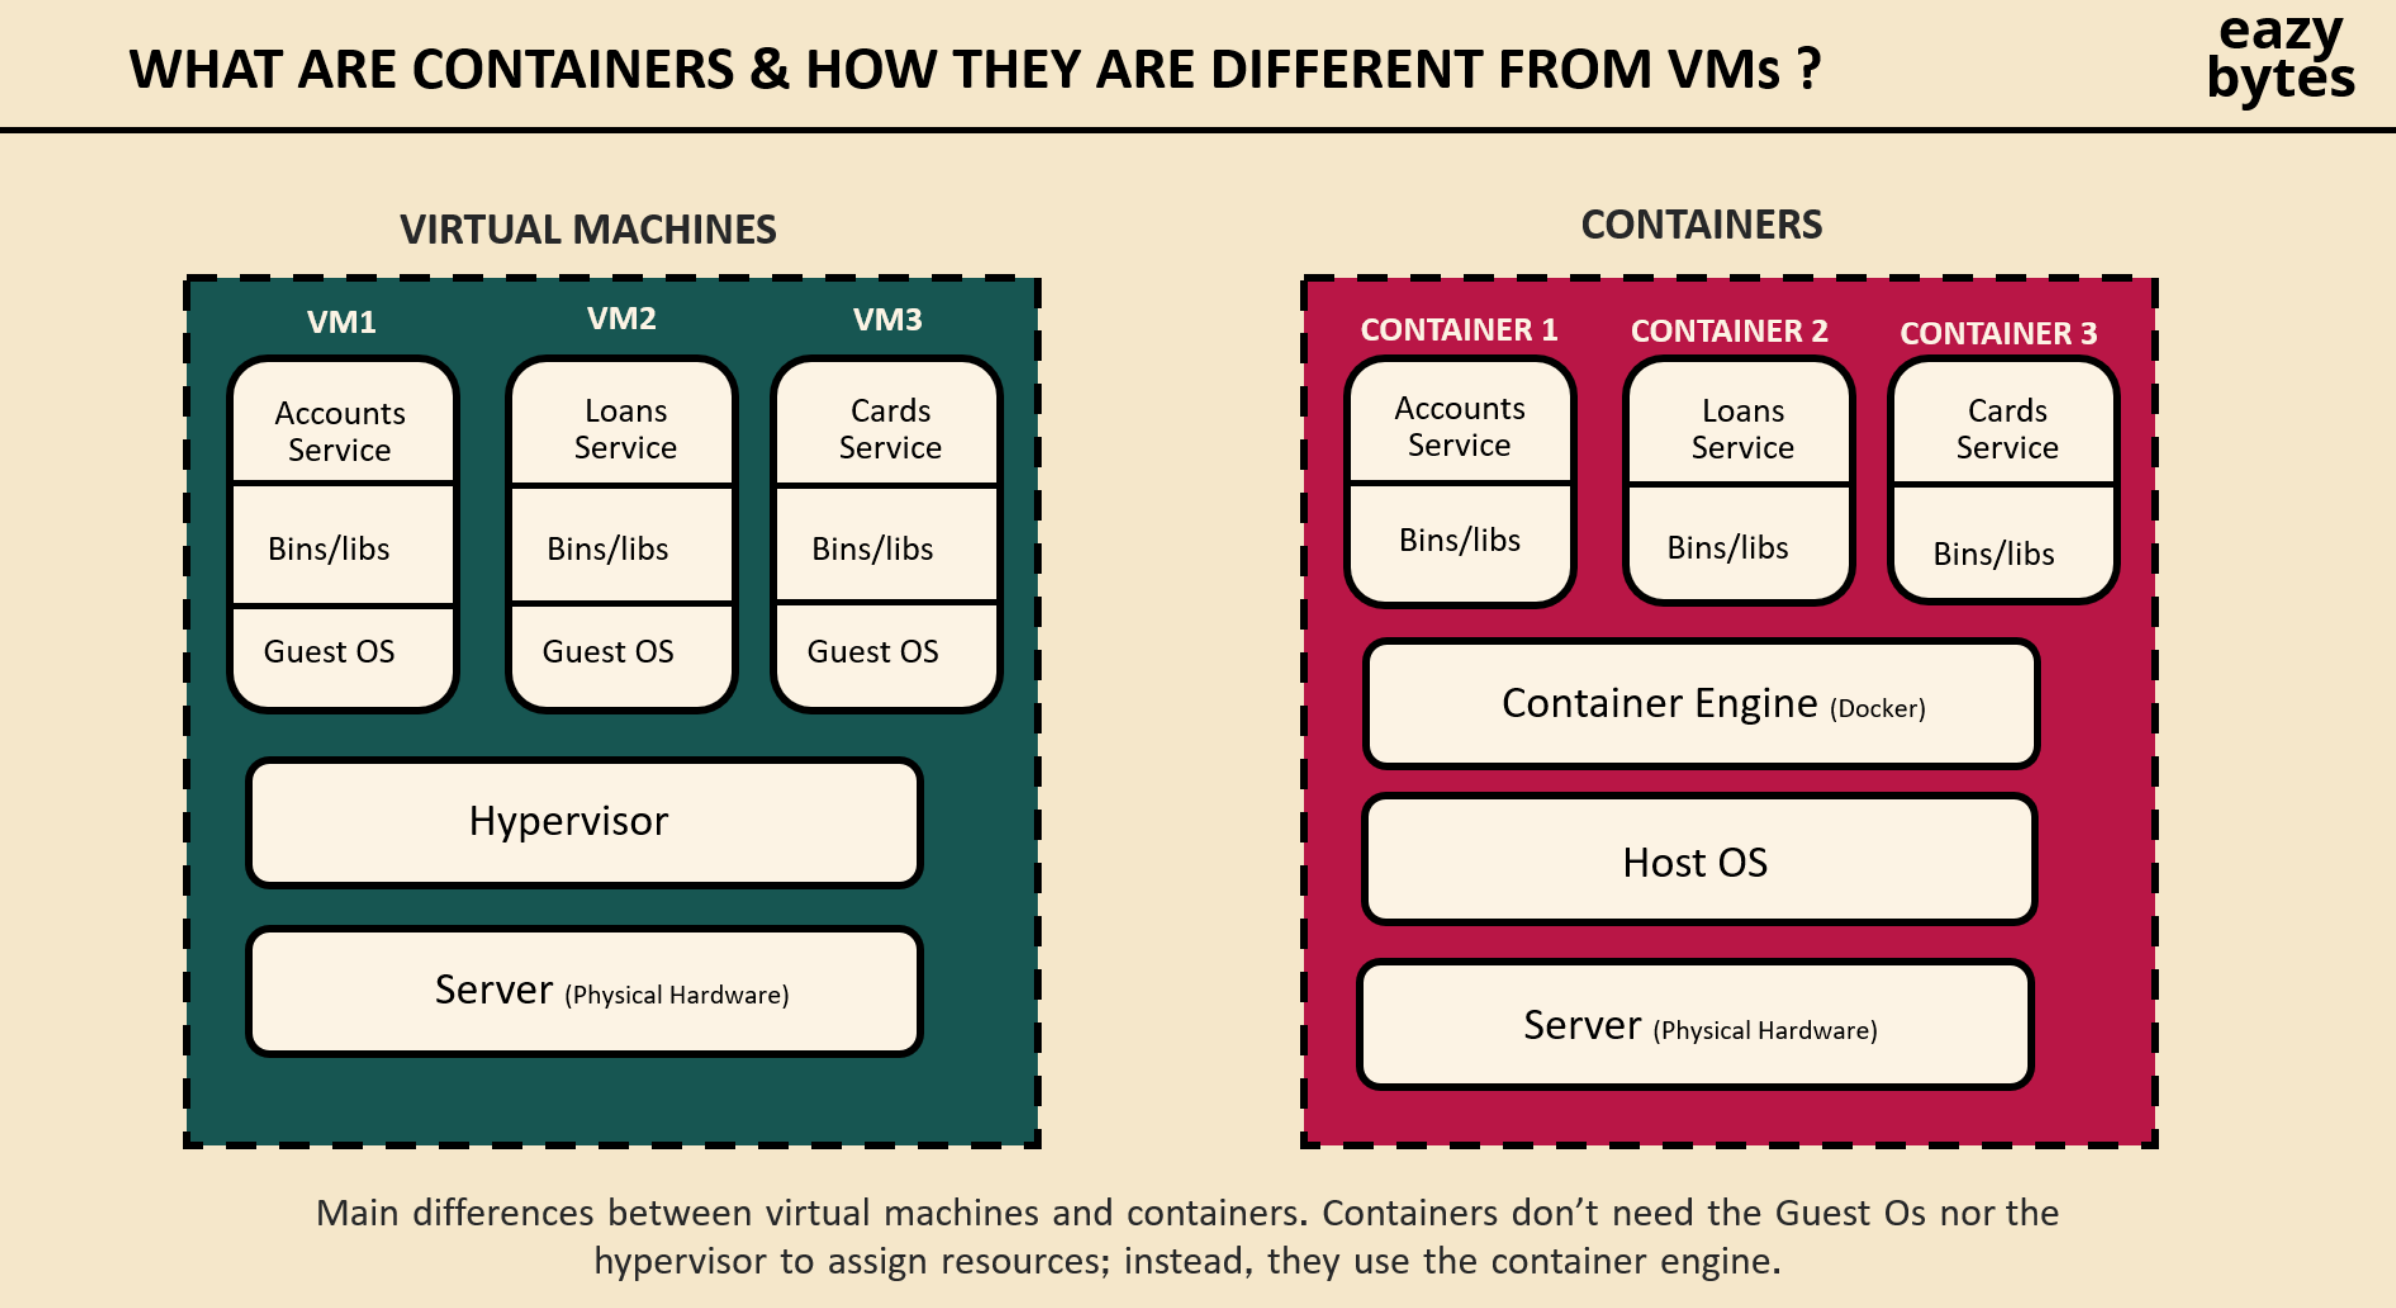 WHAT ARE CONTAINERS & HOW THEY ARE DIFFERENT FROM VMs ?
eazy
bytes
VIRTUAL MACHINES
VM1
VM2
VM3
Accounts
Service
Loans
Service
Cards
Service
Bins/libs
Bins/libs
Bins/libs
Guest OS
Guest OS
Guest OS
Hypervisor
Server (Physical Hardware)
CONTAINERS
CONTAINER 1
CONTAINER 2
CONTAINER 3
Accounts
Service
Loans
Service
Cards
Service
Bins/libs
Bins/libs
Bins/libs
Container Engine (Docker)
Host OS
Server (Physical Hardware)
Main differences between virtual machines and containers. Containers don’t need the Guest Os nor the
hypervisor to assign resources; instead, they use the container engine.